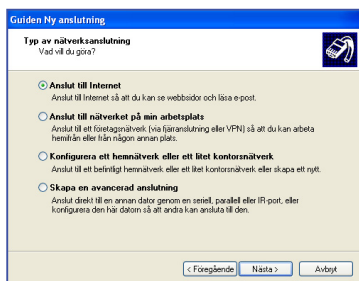 Guiden Ny anslutning
Typ av nätverksanslutning
Vad vill du göra?
Anslut till Internet
Anslut till Internet så att du kan se webbsidor och läsa e-post.
Anslut till nätverket på min arbetsplats
Anslut till ett företagsnätverk (via fjärranslutning eller VPN) så att du kan arbeta
hemifrån eller från någon annan plats.
Konfigurera ett hemnätverk eller ett litet kontorsnätverk
Anslut till ett befintligt hemnätverk eller ett litet kontorsnätverk eller skapa ett nytt.
Skapa en avancerad anslutning
Anslut direkt till en annan dator genom en seriell, parallell eller IR-port, eller
konfigurera den här datorn så att andra kan ansluta till den.
< Föregående Nästa > Avbryt